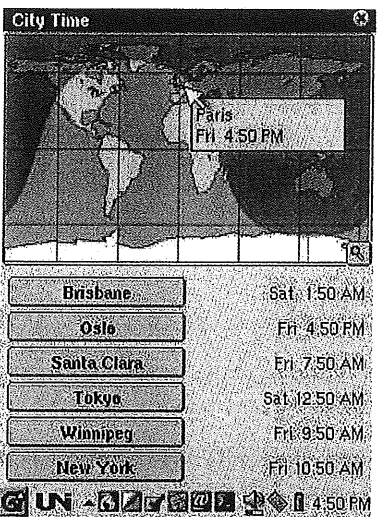 City Time
Paris
Fri 4:50 PM
Brisbane Sat 1:50 AM
Oslo Fri 4:50 PM
Santa Clara Fri 7:50 AM
Tokyo Sat 12:50 AM
Winnipeg Fri 9:50 AM
New York Fri 10:50 AM
UN 4:50 PM